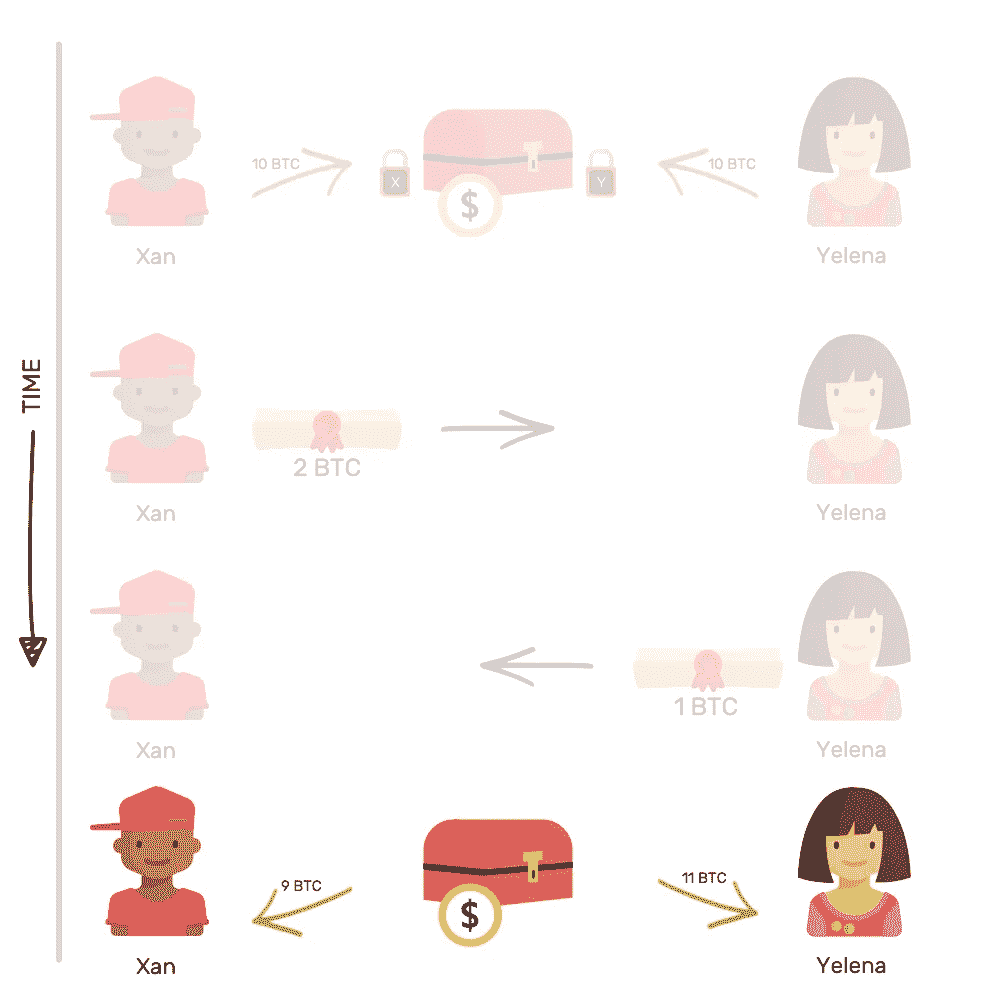 10 BTC
X
$
Y
10 BTC
Xan
Yelena
TIME
2 BTC
Xan
Yelena
1 BTC
Xan
Yelena
9 BTC
$
11 BTC
Xan
Yelena